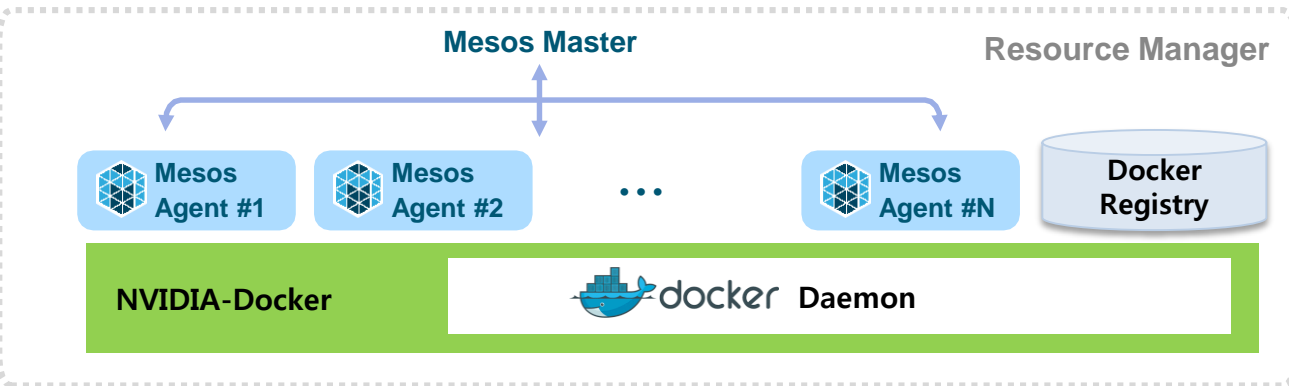 Mesos Master
Resource Manager
Mesos
Agent #1
Mesos
Agent #2
...
Mesos
Agent #N
Docker
Registry
NVIDIA-Docker
docker Daemon